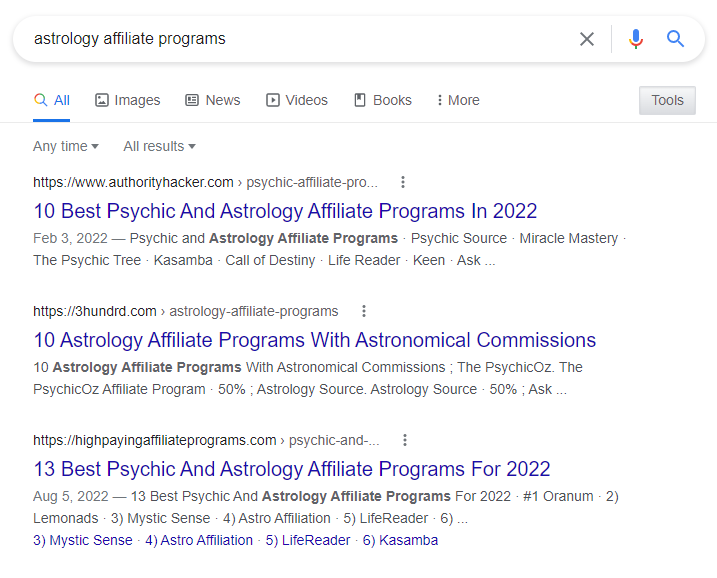 astrology affiliate programs
All Images News Videos Books More Tools
Any time All results
https://www.authorityhacker.com › psychic-affiliate-pro...
10 Best Psychic And Astrology Affiliate Programs In 2022
Feb 3, 2022 — Psychic and Astrology Affiliate Programs · Psychic Source · Miracle Mastery ·
The Psychic Tree · Kasamba · Call of Destiny · Life Reader · Keen · Ask ...
https://3hundrd.com › astrology-affiliate-programs
10 Astrology Affiliate Programs With Astronomical Commissions
10 Astrology Affiliate Programs With Astronomical Commissions ; The PsychicOz. The
PsychicOz Affiliate Program · 50% ; Astrology Source. Astrology Source · 50% ; Ask ...
https://highpayingaffiliateprograms.com › psychic-and-...
13 Best Psychic And Astrology Affiliate Programs For 2022
Aug 5, 2022 — 13 Best Psychic And Astrology Affiliate Programs For 2022 · #1 Oranum · 2)
Lemonads · 3) Mystic Sense · 4) Astro Affiliation · 5) LifeReader · 6) ...
3) Mystic Sense · 4) Astro Affiliation · 5) LifeReader · 6) Kasamba